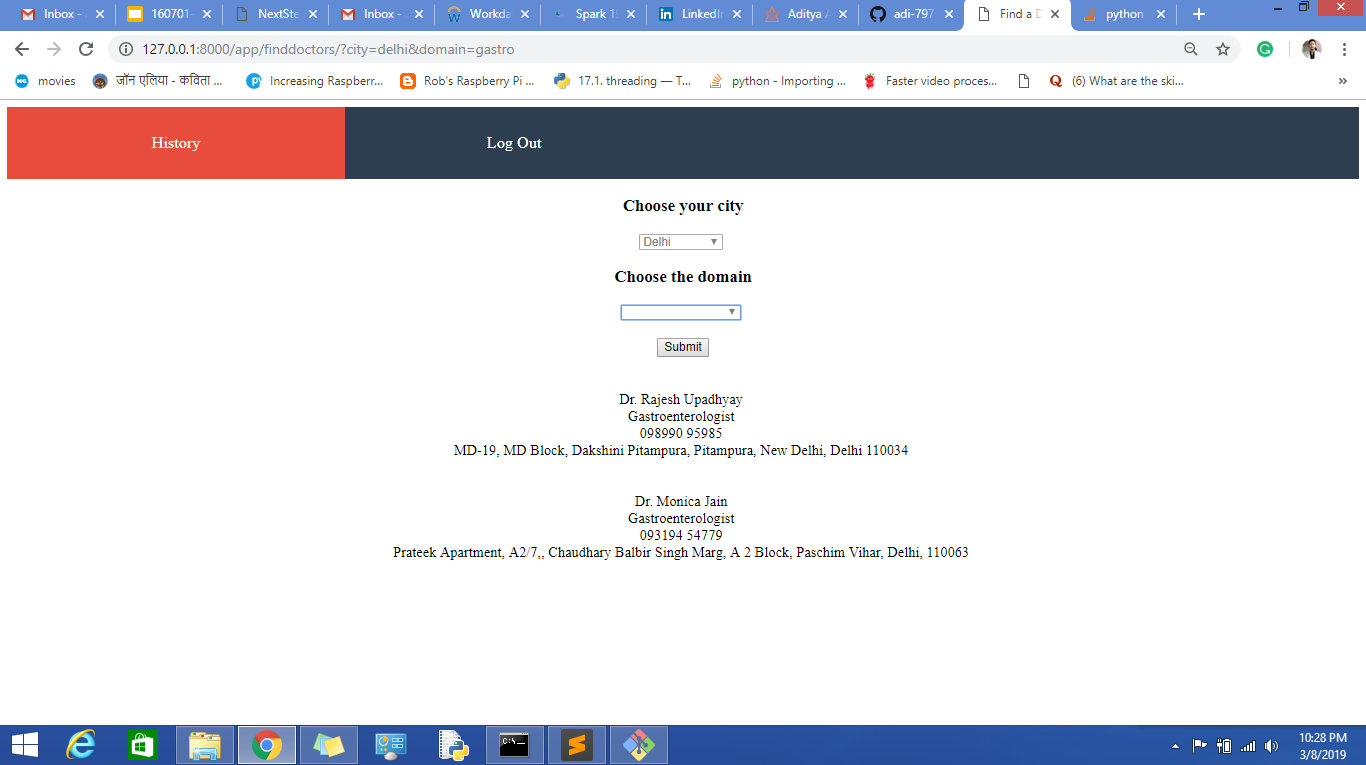 Inbox - 160701- NextSte Inbox - Workda Spark 1 LinkedIn Aditya adi-797 Find a D python
127.0.0.1:8000/app/finddoctors/?city=delhi&domain=gastro
movies जॉन एलिया - कविता ... Increasing Raspberr... Rob's Raspberry Pi ... 17.1. threading — T... python - Importing ... Faster video proces... (6) What are the ski... »
History Log Out
Choose your city
Delhi
Choose the domain
Submit
Dr. Rajesh Upadhyay
Gastroenterologist
098990 95985
MD-19, MD Block, Dakshini Pitampura, Pitampura, New Delhi, Delhi 110034
Dr. Monica Jain
Gastroenterologist
093194 54779
Prateek Apartment, A2/7,, Chaudhary Balbir Singh Marg, A 2 Block, Paschim Vihar, Delhi, 110063
10:28 PM
3/8/2019